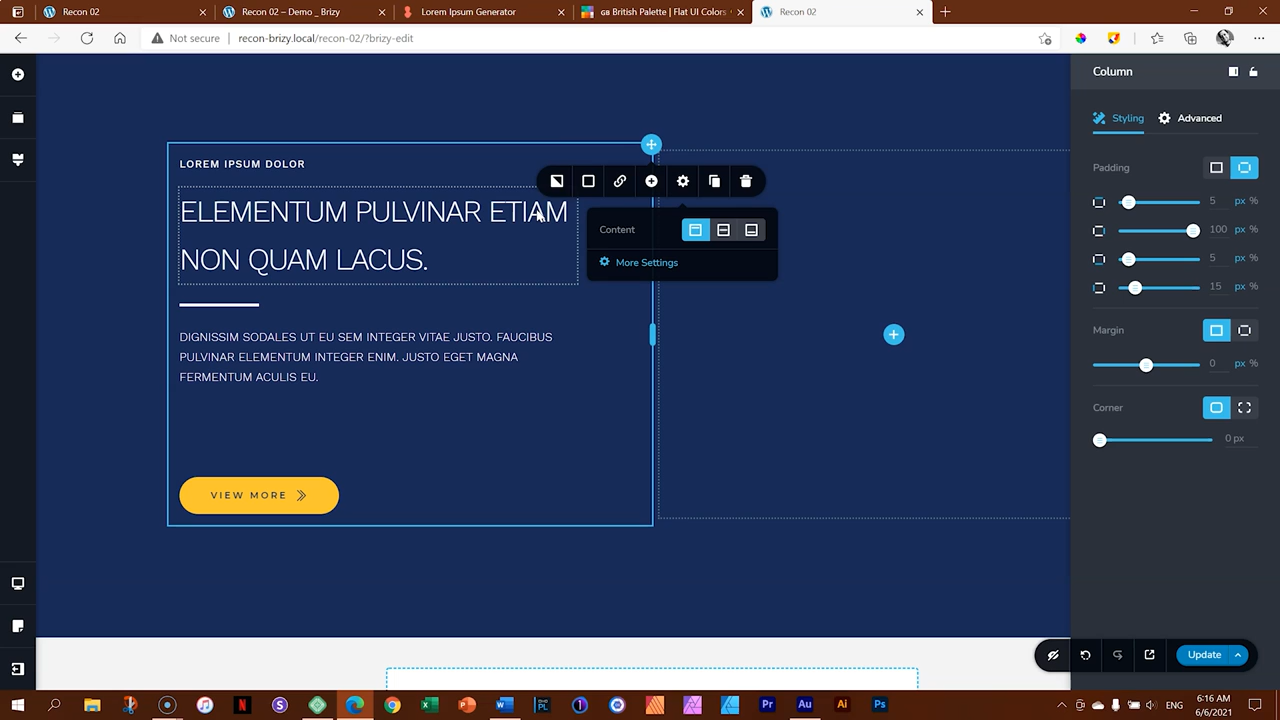 Recon 02
Recon 02 – Demo _ Brizy
Lorem Ipsum Generator
GB British Palette | Flat UI Colors
Recon 02
Not secure
recon-brizy.local/recon-02/?brizy-edit
Column
Styling
Advanced
Padding
5 px %
100 px %
5 px %
15 px %
Margin
0 px %
Corner
0 px
LOREM IPSUM DOLOR
ELEMENTUM PULVINAR ETIAM
NON QUAM LACUS.
Content
More Settings
DIGNISSIM SODALES UT EU SEM INTEGER VITAE JUSTO. FAUCIBUS
PULVINAR ELEMENTUM INTEGER ENIM. JUSTO EGET MAGNA
FERMENTUM ACULIS EU.
VIEW MORE
Update
ENG
6:16 AM
6/6/2021